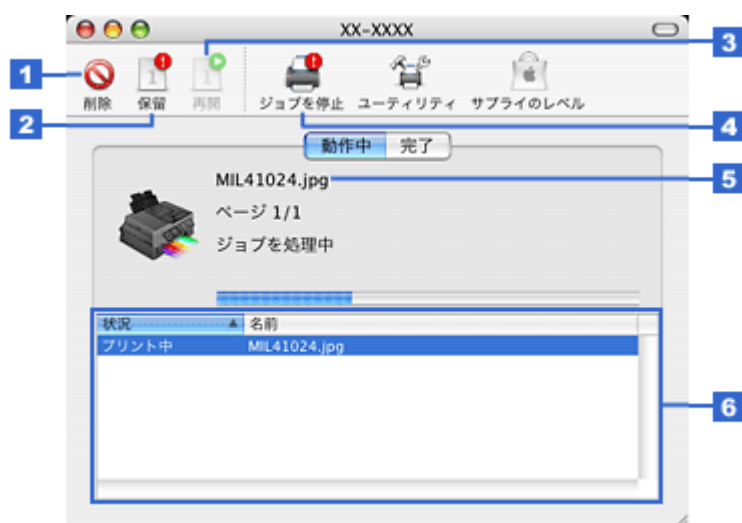 XX-XXXX
削除 保留 再開 ジョブを停止 ユーティリティ サプライのレベル
動作中 完了
MIL41024.jpg
ページ 1/1
ジョブを処理中
状況 名前
プリント中 MIL41024.jpg
1
2
3
4
5
6